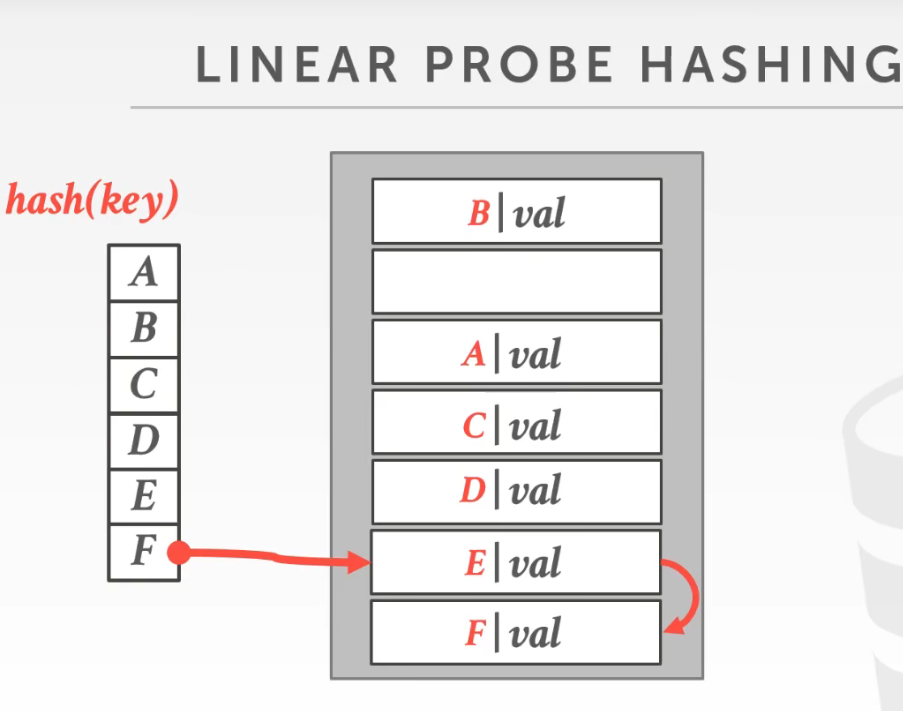 LINEAR PROBE HASHING
hash(key)
A
B
C
D
E
F
B|val
A|val
C|val
D|val
E|val
F|val